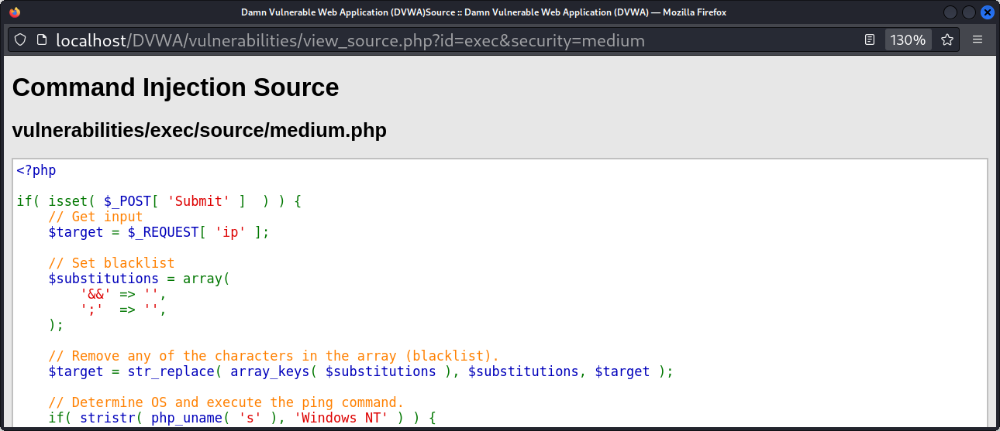 Damn Vulnerable Web Application (DVWA)Source :: Damn Vulnerable Web Application (DVWA) — Mozilla Firefox
localhost/DVWA/vulnerabilities/view_source.php?id=exec&security=medium 130%
Command Injection Source
vulnerabilities/exec/source/medium.php
<?php
if( isset( $_POST[ 'Submit' ]  ) ) {
    // Get input
    $target = $_REQUEST[ 'ip' ];
    // Set blacklist
    $substitutions = array(
        '&&' => '',
        ';'  => '',
    );
    // Remove any of the characters in the array (blacklist).
    $target = str_replace( array_keys( $substitutions ), $substitutions, $target );
    // Determine OS and execute the ping command.
    if( stristr( php_uname( 's' ), 'Windows NT' ) ) {